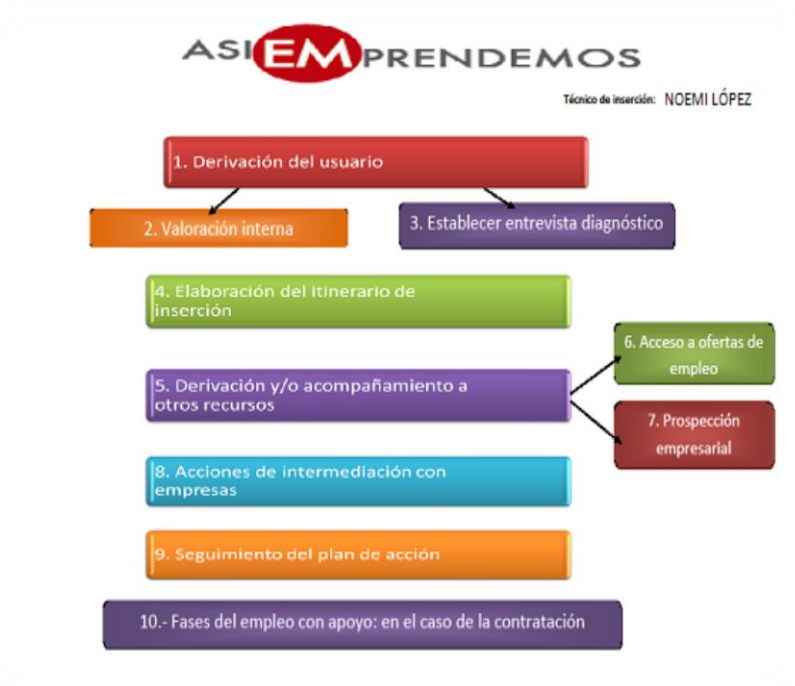 ASIEMPRENDEMOS
Técnico de inserción: NOEMI LÓPEZ
1. Derivación del usuario
2. Valoración interna
3. Establecer entrevista diagnóstico
4. Elaboración del itinerario de
inserción
5. Derivación y/o acompañamiento a
otros recursos
6. Acceso a ofertas de
empleo
7. Prospección
empresarial
8. Acciones de intermediación con
empresas
9. Seguimiento del plan de acción
10.- Fases del empleo con apoyo: en el caso de la contratación